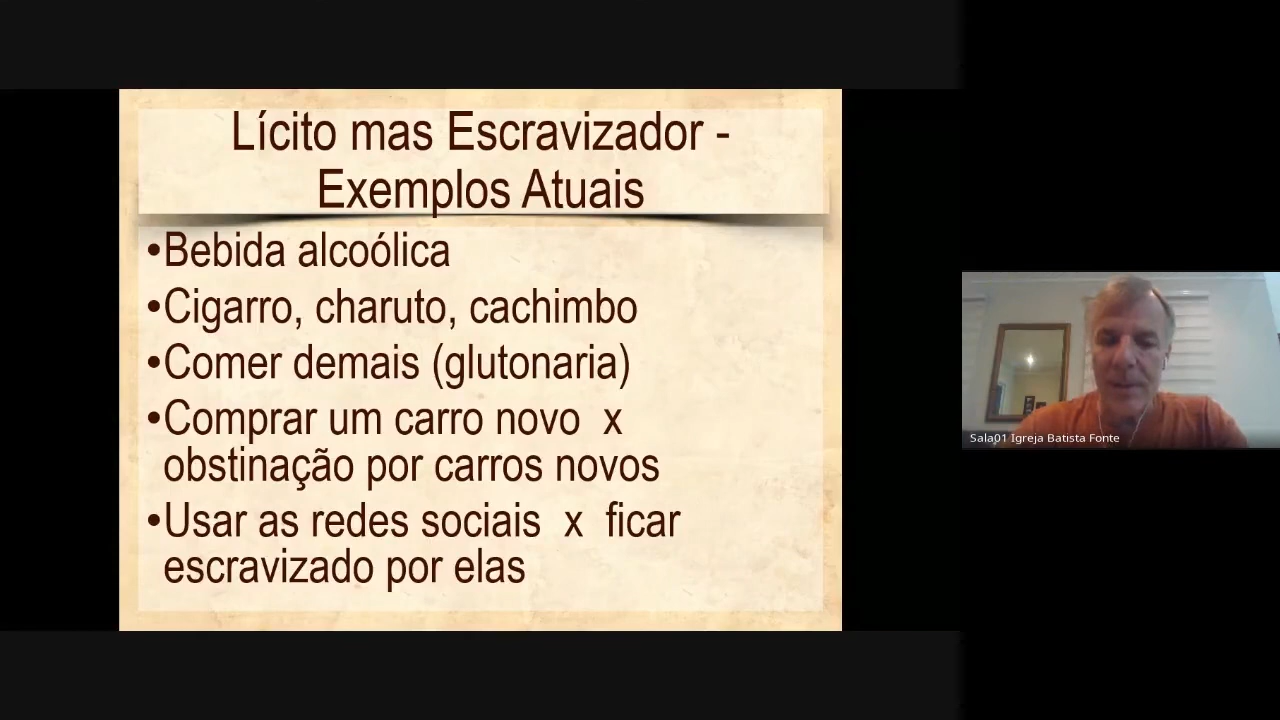 Lícito mas Escravizador -
Exemplos Atuais
•Bebida alcoólica
•Cigarro, charuto, cachimbo
•Comer demais (glutonaria)
•Comprar um carro novo x
obstinação por carros novos
•Usar as redes sociais x ficar
escravizado por elas
Sala01 Igreja Batista Fonte